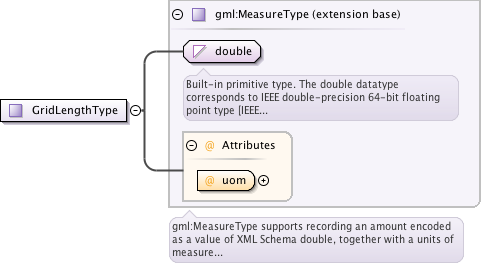 gml:MeasureType (extension base)
double
Built-in primitive type. The double datatype
corresponds to IEEE double-precision 64-bit floating
point type [IEEE...
GridLengthType
@ Attributes
@ uom
gml:MeasureType supports recording an amount encoded
as a value of XML Schema double, together with a units of
measure...